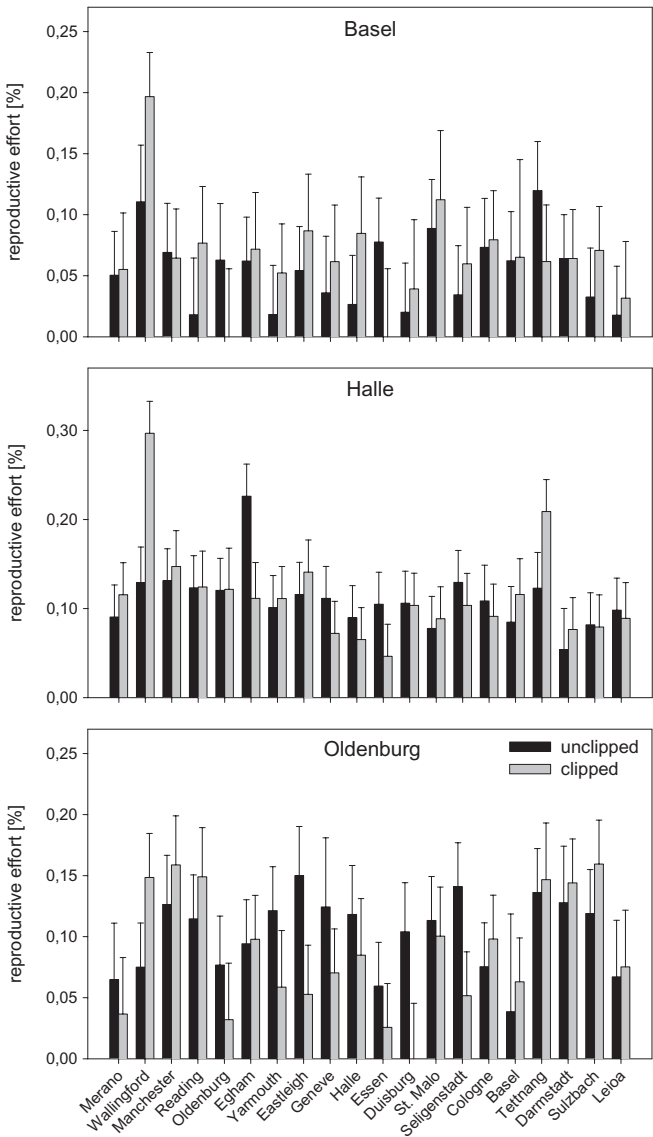 Basel
reproductive effort [%]
0,25
0,20
0,15
0,10
0,05
0,00
Halle
reproductive effort [%]
0,30
0,20
0,10
0,00
Oldenburg
unclipped
clipped
reproductive effort [%]
0,25
0,20
0,15
0,10
0,05
0,00
Merano
Wallingford
Manchester
Reading
Oldenburg
Egham
Yarmouth
Eastleigh
Geneve
Halle
Essen
Duisburg
St. Malo
Seligenstadt
Cologne
Basel
Tettnang
Darmstadt
Sulzbach
Leioa